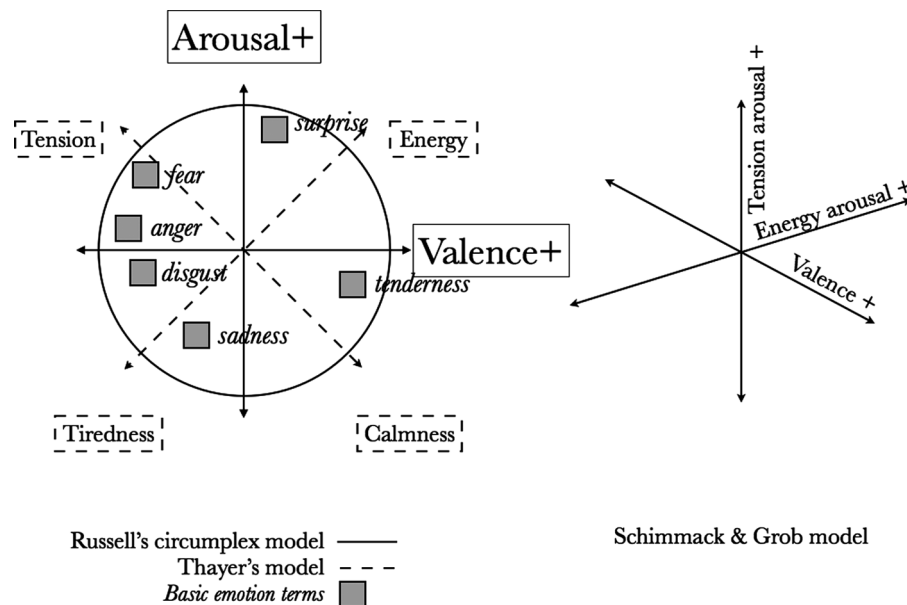 Arousal+
Tension
surprise
Energy
fear
anger
Valence+
disgust
tenderness
sadness
Tiredness
Calmness
Russell's circumplex model
Thayer's model
Basic emotion terms
Tension arousal +
Energy arousal +
Valence +
Schimmack & Grob model